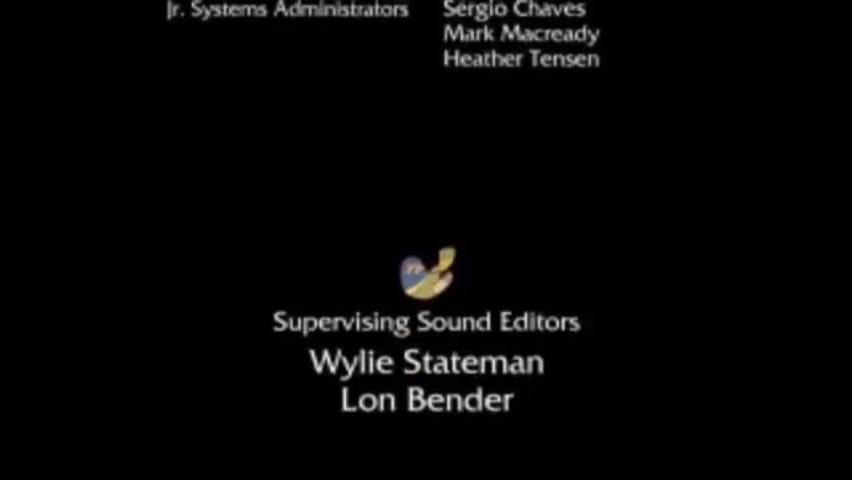 Jr. Systems Administrators Sergio Chaves
Mark Macready
Heather Tensen
Supervising Sound Editors
Wylie Stateman
Lon Bender